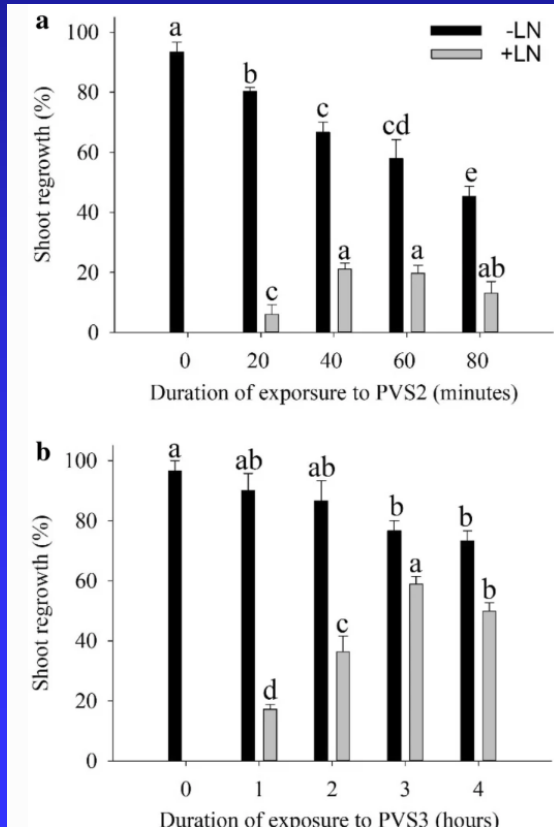 a
-LN
+LN
100
80
60
40
20
0
a
b
c
cd
e
c
a
a
ab
Shoot regrowth (%)
0 20 40 60 80
Duration of exporsure to PVS2 (minutes)
b
100
80
60
40
20
0
a
ab
ab
b
b
d
c
a
b
Shoot regrowth (%)
0 1 2 3 4
Duration of exposure to PVS3 (hours)